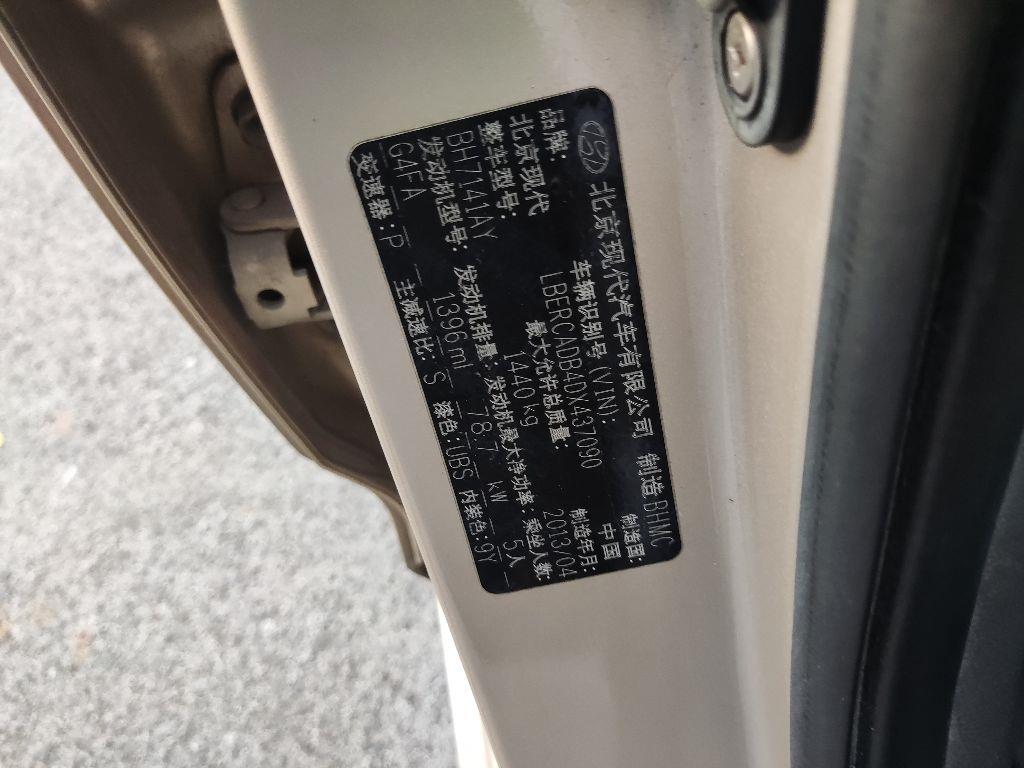 北京现代汽车有限公司 制造 BHMC
品牌: 车辆识别号(VIN): 制造国:
北京现代 LBERCADB4DX437090 中国
整车型号: 最大允许总质量: 制造年月:
BH7141AY 1440 kg 2013/04
发动机型号: 发动机排量: 发动机最大净功率: 乘坐人数:
G4FA 1396 ml 78.7 kW 5人
变速器: P 主减速比: S 漆色: UBS 内装色: 9Y